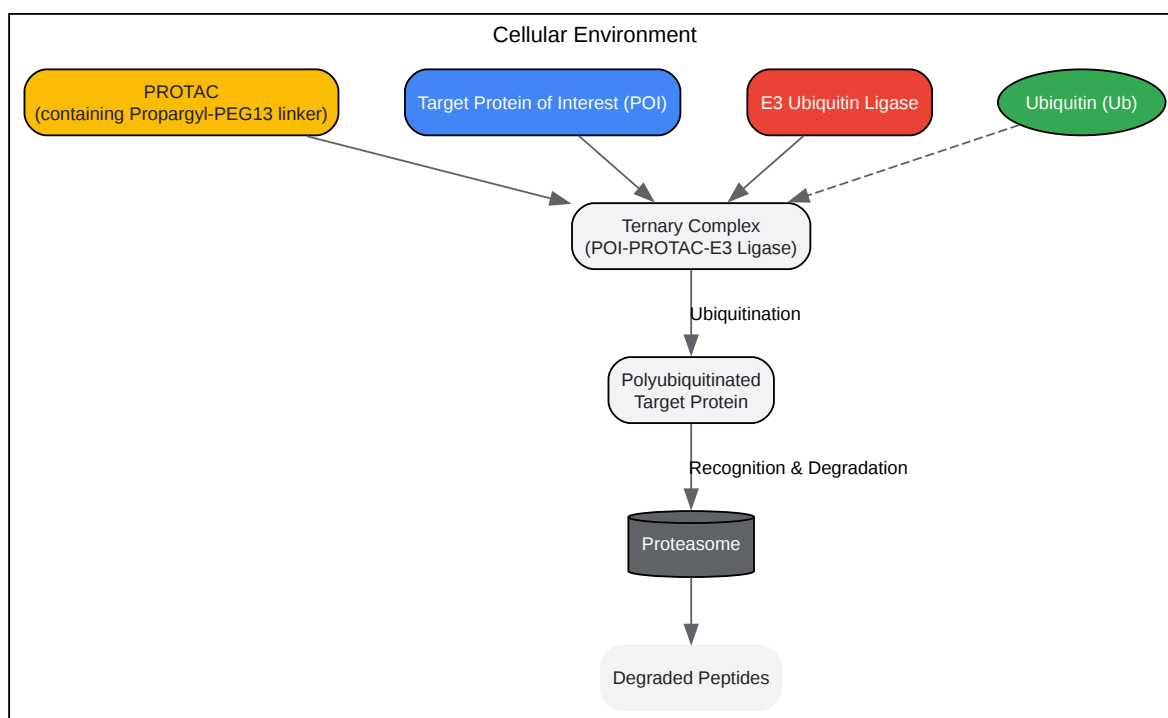 Cellular Environment
PROTAC
(containing Propargyl-PEG13 linker)
Target Protein of Interest (POI)
E3 Ubiquitin Ligase
Ubiquitin (Ub)
Ternary Complex
(POI-PROTAC-E3 Ligase)
Ubiquitination
Polyubiquitinated
Target Protein
Recognition & Degradation
Proteasome
Degraded Peptides